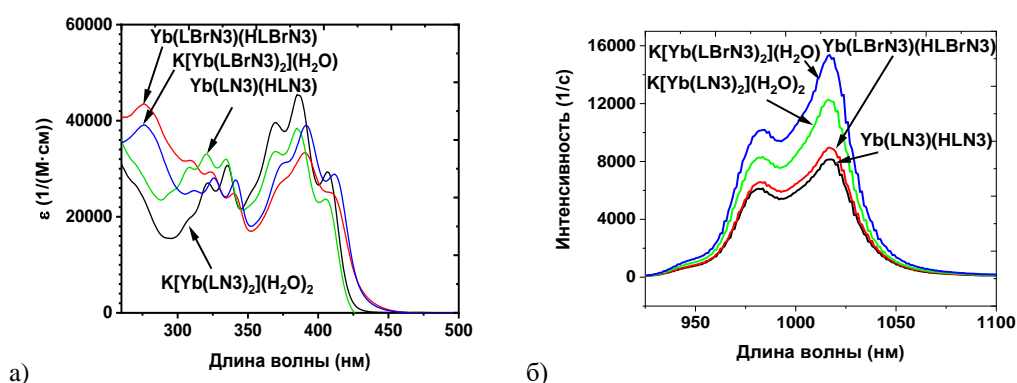 60000
50000
40000
20000
0
ε (1/(М·см))
Yb(LBrN3)(HLBrN3)
K[Yb(LBrN3)₂](H₂O)
Yb(LN3)(HLN3)
K[Yb(LN3)₂](H₂O)₂
300 350 400 450 500
Длина волны (нм)
а)
16000
12000
8000
4000
0
Интенсивность (1/с)
K[Yb(LBrN3)₂](H₂O)
Yb(LBrN3)(HLBrN3)
K[Yb(LN3)₂](H₂O)₂
Yb(LN3)(HLN3)
950 1000 1050 1100
Длина волны (нм)
б)